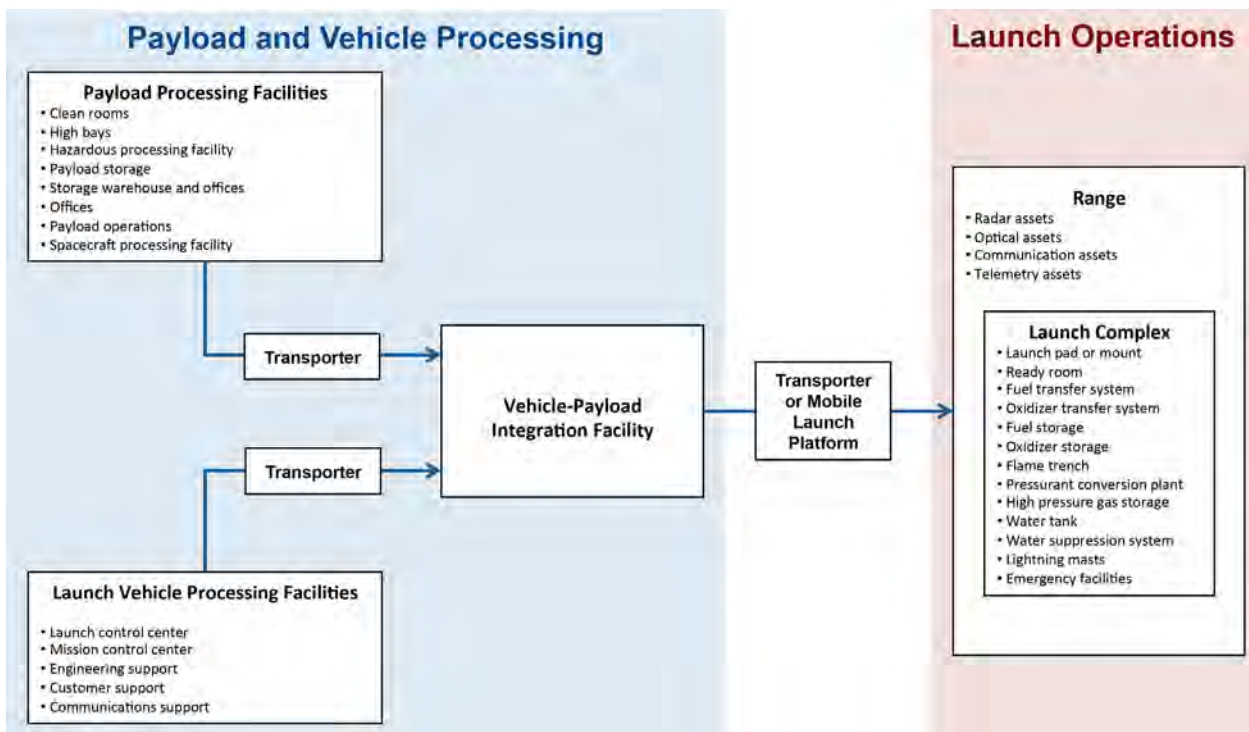 Payload and Vehicle Processing
Launch Operations
Payload Processing Facilities
• Clean rooms
• High bays
• Hazardous processing facility
• Payload storage
• Storage warehouse and offices
• Offices
• Payload operations
• Spacecraft processing facility
Transporter
Vehicle-Payload
Integration Facility
Transporter
Launch Vehicle Processing Facilities
• Launch control center
• Mission control center
• Engineering support
• Customer support
• Communications support
Transporter
or Mobile
Launch
Platform
Range
• Radar assets
• Optical assets
• Communication assets
• Telemetry assets
Launch Complex
• Launch pad or mount
• Ready room
• Fuel transfer system
• Oxidizer transfer system
• Fuel storage
• Oxidizer storage
• Flame trench
• Pressurant conversion plant
• High pressure gas storage
• Water tank
• Water suppression system
• Lightning masts
• Emergency facilities